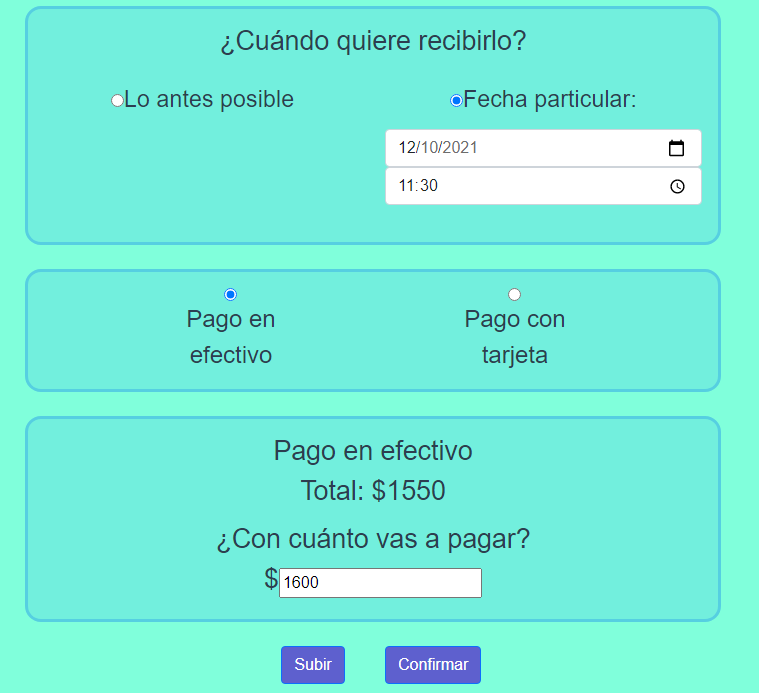 ¿Cuándo quiere recibirlo?
Lo antes posible
Fecha particular:
12/10/2021
11:30
Pago en
efectivo
Pago con
tarjeta
Pago en efectivo
Total: $1550
¿Con cuánto vas a pagar?
$1600
Subir
Confirmar